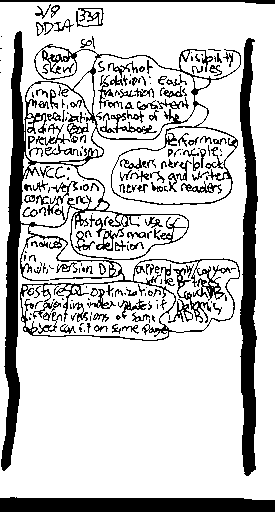 2/8
DDIA 239
sol
Read skew
Snapshot
isolation: Each
transaction reads
from a consistent
snapshot of the
database
Visibility
rules
imple
mentation
generalization
of dirty read
prevention
mechanism
Performance
principle:
readers never block
writers, and writers
never block readers
MVCC:
multi-version
concurrency
control
PostgreSQL: use GC
on rows marked
for deletion
indices
in
multi-version DB
append only/copy-on-
write B-trees
CouchDB,
Datomic,
LMDB
PostgreSQL-optimizations
for avoiding index updates if
different versions of same
object can fit on same page